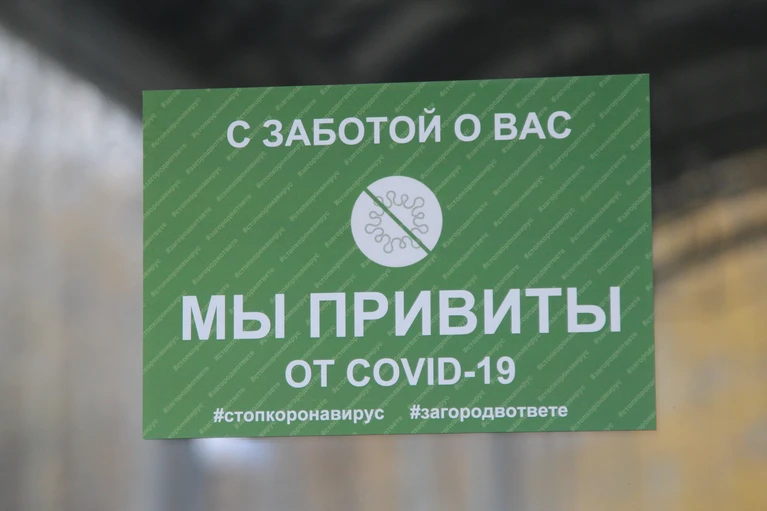 С ЗАБОТОЙ О ВАС
МЫ ПРИВИТЫ
ОТ COVID-19
#стопкоронавирус #загородвответе